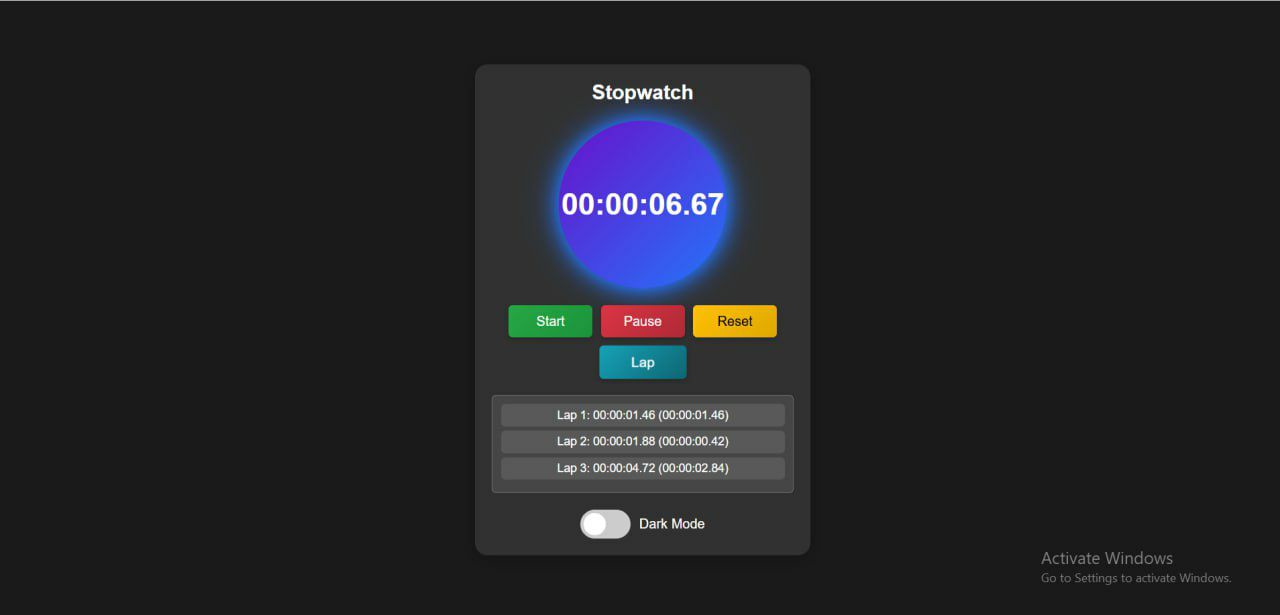 Stopwatch
00:00:06.67
Start Pause Reset
Lap
Lap 1: 00:00:01.46 (00:00:01.46)
Lap 2: 00:00:01.88 (00:00:00.42)
Lap 3: 00:00:04.72 (00:00:02.84)
Dark Mode
Activate Windows
Go to Settings to activate Windows.